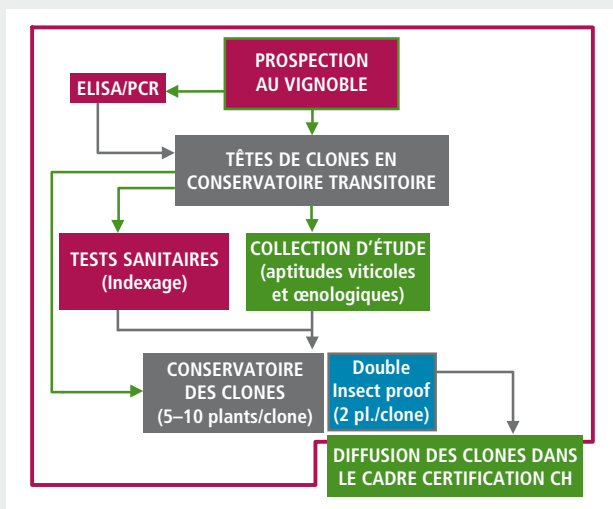 PROSPECTION
AU VIGNOBLE
ELISA/PCR
TÊTES DE CLONES EN
CONSERVATOIRE TRANSITOIRE
TESTS SANITAIRES
(Indexage)
COLLECTION D’ÉTUDE
(aptitudes viticoles
et œnologiques)
CONSERVATOIRE
DES CLONES
(5–10 plants/clone)
Double
Insect proof
(2 pl./clone)
DIFFUSION DES CLONES DANS
LE CADRE CERTIFICATION CH